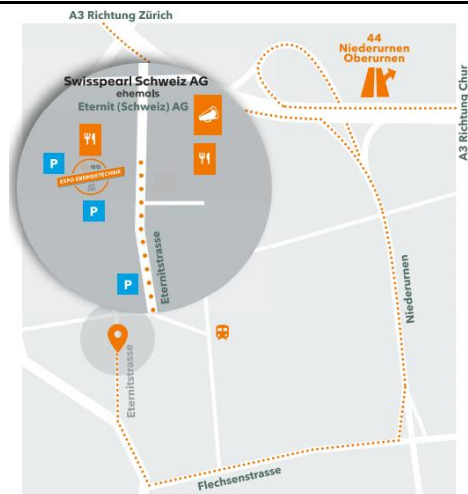 A3 Richtung Zürich
44
Niederurnen
Oberurnen
A3 Richtung Chur
Swisspearl Schweiz AG
ehemals
Eternit (Schweiz) AG
P
EXPO ENERGIETECHNIK
P
P
Eternitstrasse
Eternitstrasse
Niederurnen
Flechsenstrasse